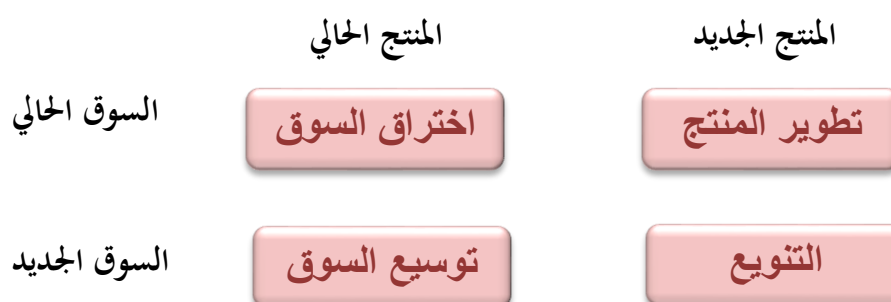 المنتج الجديد
المنتج الحالي
السوق الحالي
اختراق السوق
تطوير المنتج
السوق الجديد
توسيع السوق
التنويع